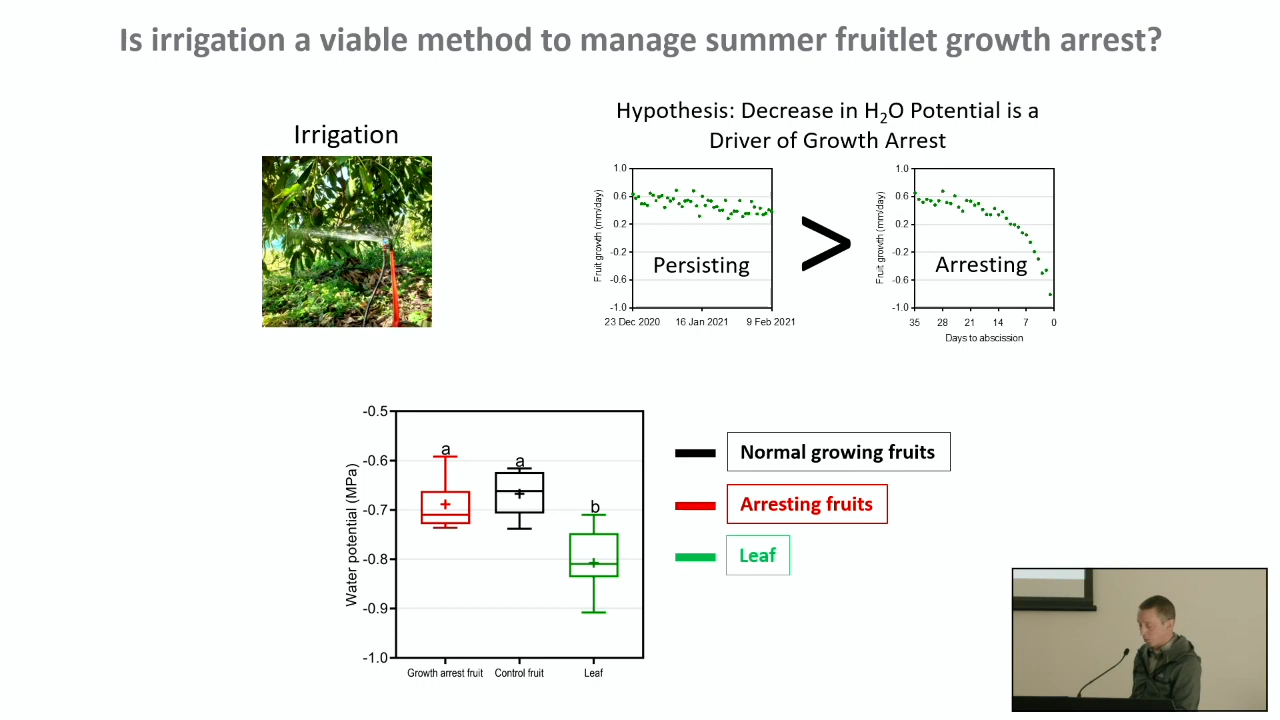 Is irrigation a viable method to manage summer fruitlet growth arrest?
Irrigation
Hypothesis: Decrease in H₂O Potential is a
Driver of Growth Arrest
Fruit growth (mm/day)
1.0
0.6
0.2
-0.2
-0.6
-1.0
Persisting
23 Dec 2020 16 Jan 2021 9 Feb 2021
>
Fruit growth (mm/day)
1.0
0.6
0.2
-0.2
-0.6
-1.0
Arresting
35 28 21 14 7 0
Days to abscission
Water potential (MPa)
-0.5
-0.6
-0.7
-0.8
-0.9
-1.0
a
a
b
Growth arrest fruit Control fruit Leaf
Normal growing fruits
Arresting fruits
Leaf